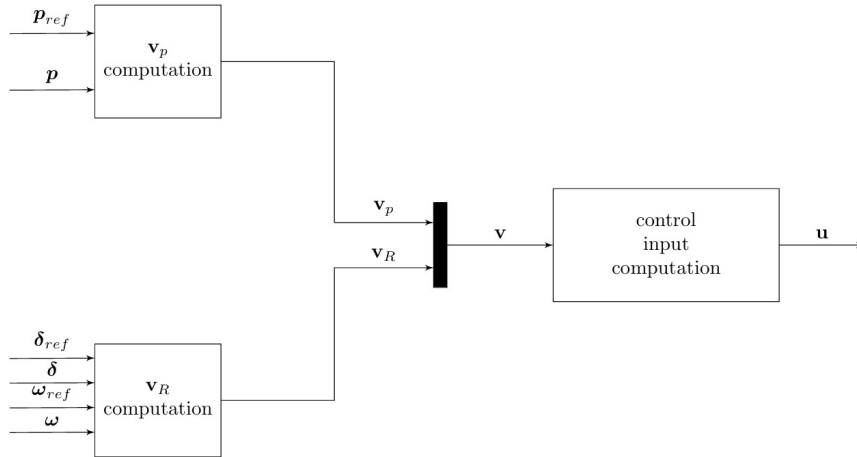 p_ref
p
v_p
computation
v_p
v_R
v
control
input
computation
u
δ_ref
δ
ω_ref
ω
v_R
computation